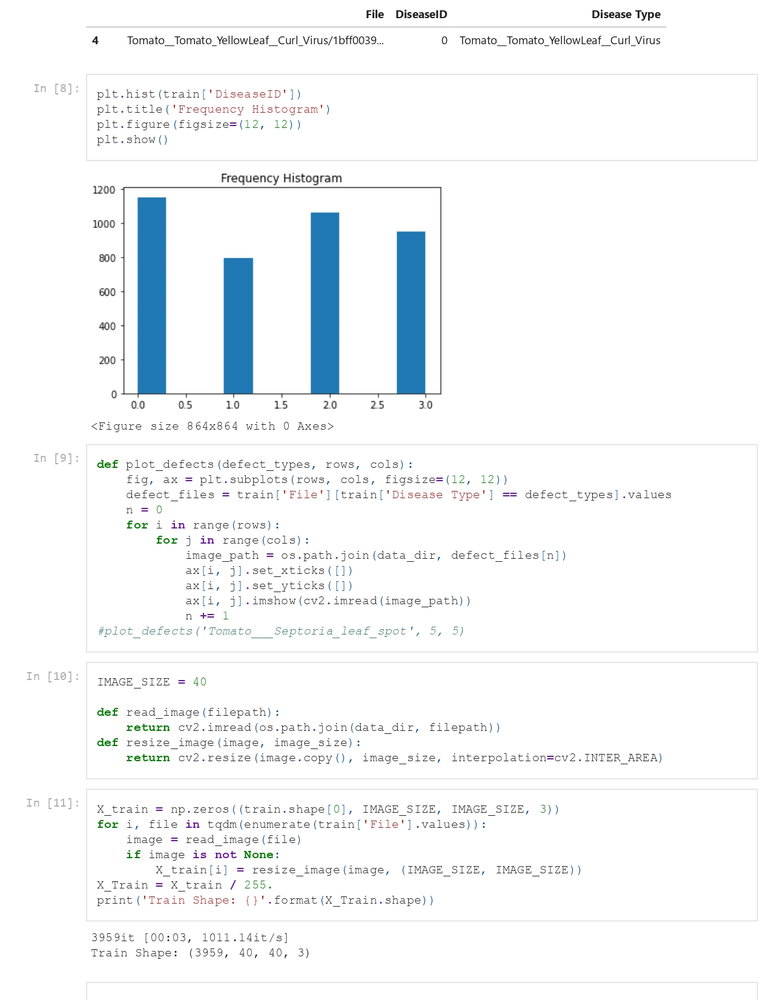 File DiseaseID Disease Type
4 Tomato__Tomato_YellowLeaf__Curl_Virus/1bff0039... 0 Tomato__Tomato_YellowLeaf__Curl_Virus
In [8]:
plt.hist(train['DiseaseID'])
plt.title('Frequency Histogram')
plt.figure(figsize=(12, 12))
plt.show()
Frequency Histogram
1200
1000
800
600
400
200
0
0.0 0.5 1.0 1.5 2.0 2.5 3.0
<Figure size 864x864 with 0 Axes>
In [9]:
def plot_defects(defect_types, rows, cols):
    fig, ax = plt.subplots(rows, cols, figsize=(12, 12))
    defect_files = train['File'][train['Disease Type'] == defect_types].values
    n = 0
    for i in range(rows):
        for j in range(cols):
            image_path = os.path.join(data_dir, defect_files[n])
            ax[i, j].set_xticks([])
            ax[i, j].set_yticks([])
            ax[i, j].imshow(cv2.imread(image_path))
            n += 1
#plot_defects('Tomato___Septoria_leaf_spot', 5, 5)
In [10]:
IMAGE_SIZE = 40
def read_image(filepath):
    return cv2.imread(os.path.join(data_dir, filepath))
def resize_image(image, image_size):
    return cv2.resize(image.copy(), image_size, interpolation=cv2.INTER_AREA)
In [11]:
X_train = np.zeros((train.shape[0], IMAGE_SIZE, IMAGE_SIZE, 3))
for i, file in tqdm(enumerate(train['File'].values)):
    image = read_image(file)
    if image is not None:
        X_train[i] = resize_image(image, (IMAGE_SIZE, IMAGE_SIZE))
X_Train = X_train / 255.
print('Train Shape: {}'.format(X_Train.shape))
3959it [00:03, 1011.14it/s]
Train Shape: (3959, 40, 40, 3)